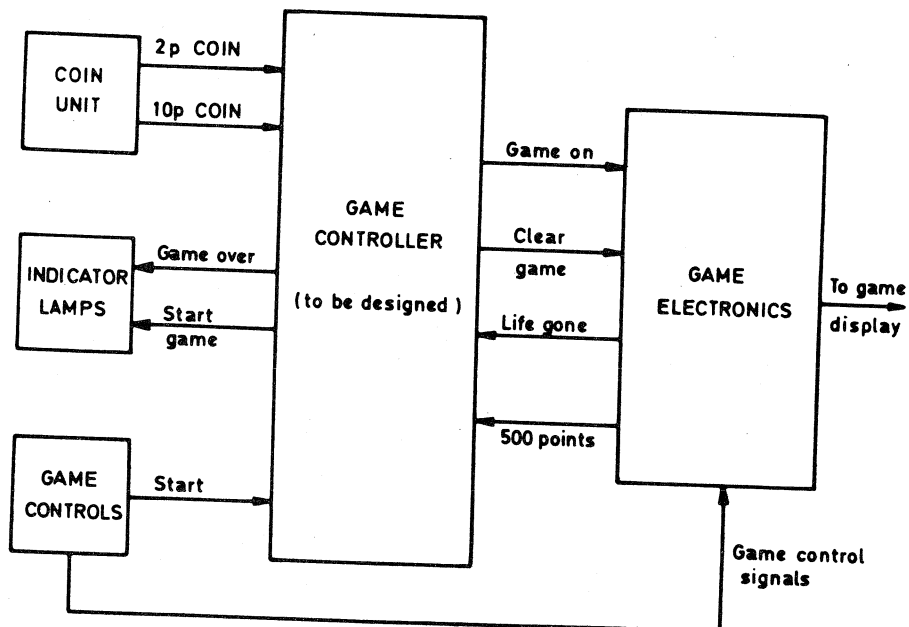 COIN
UNIT
2p COIN
10p COIN
GAME
CONTROLLER
(to be designed)
Game on
Clear
game
Life gone
500 points
GAME
ELECTRONICS
To game
display
Game over
Start
game
INDICATOR
LAMPS
GAME
CONTROLS
Start
Game control
signals